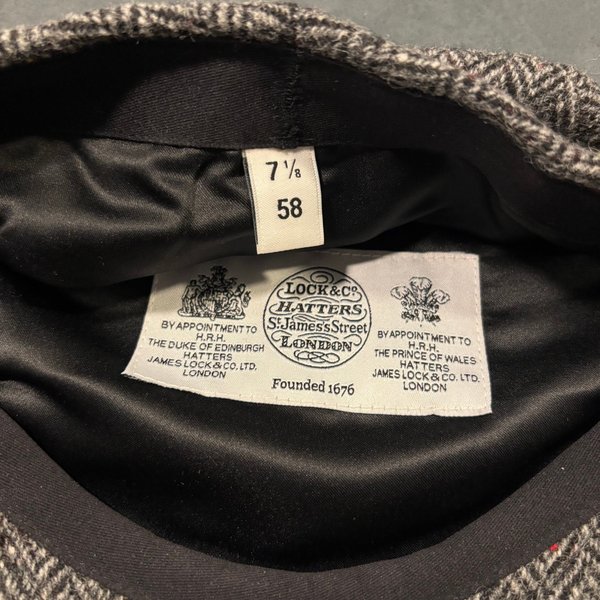 7 1/8
58
BY APPOINTMENT TO
H.R.H.
THE DUKE OF EDINBURGH
HATTERS
JAMES LOCK & CO. LTD.
LONDON
LOCK & Co.
HATTERS
St. James's Street
LONDON
Founded 1676
BY APPOINTMENT TO
H.R.H.
THE PRINCE OF WALES
HATTERS
JAMES LOCK & CO. LTD.
LONDON